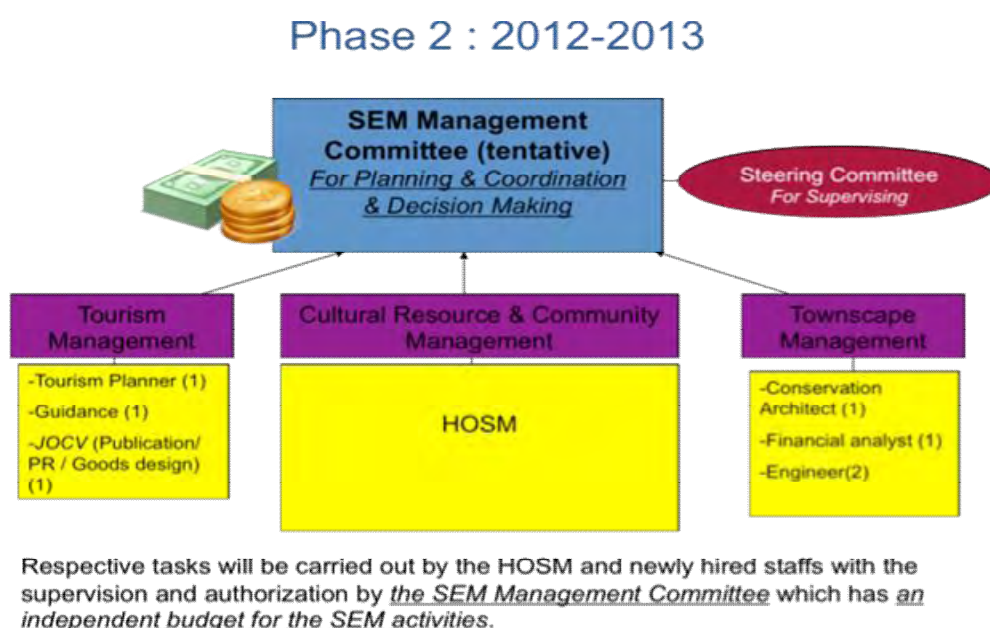 Phase 2 : 2012-2013
SEM Management
Committee (tentative)
For Planning & Coordination
& Decision Making
Steering Committee
For Supervising
Tourism
Management
-Tourism Planner (1)
-Guidance (1)
-JOCV (Publication/
PR / Goods design)
(1)
Cultural Resource & Community
Management
HOSM
Townscape
Management
-Conservation
Architect (1)
-Financial analyst (1)
-Engineer(2)
Respective tasks will be carried out by the HOSM and newly hired staffs with the
supervision and authorization by the SEM Management Committee which has an
independent budget for the SEM activities.